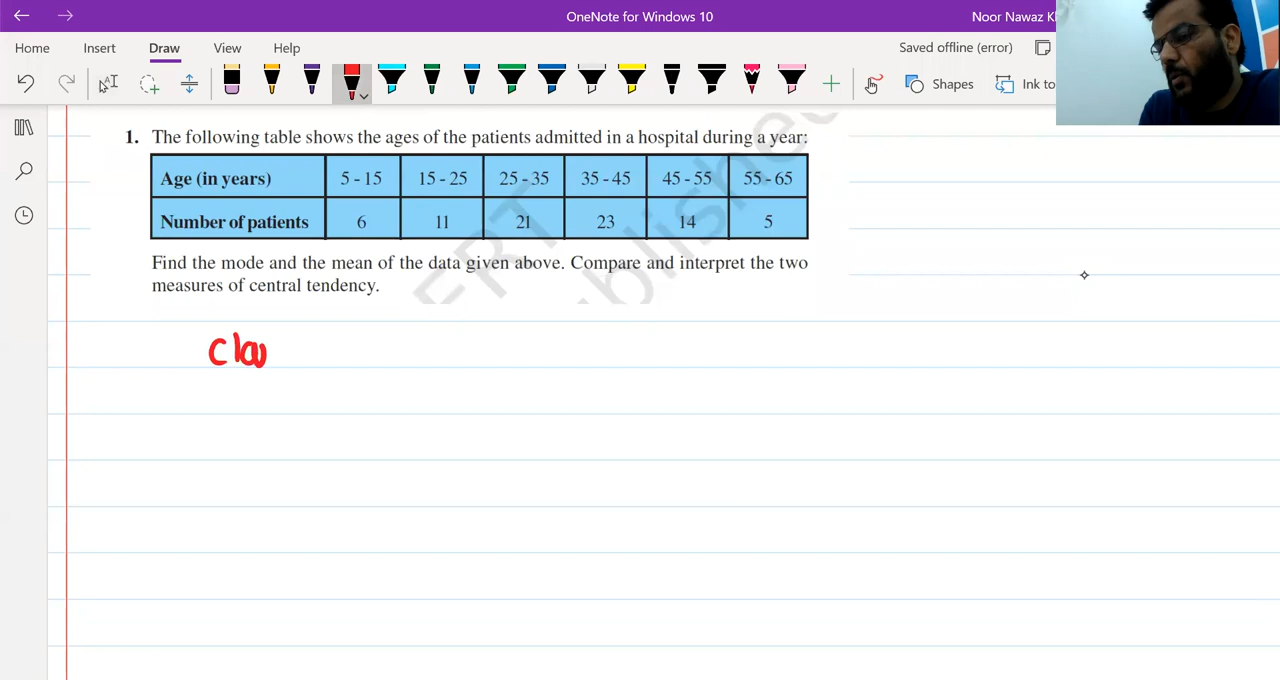 OneNote for Windows 10
Noor Nawaz
Home Insert Draw View Help
Saved offline (error)
Shapes
Ink to
1. The following table shows the ages of the patients admitted in a hospital during a year:
Age (in years) 5 - 15 15 - 25 25 - 35 35 - 45 45 - 55 55 - 65
Number of patients 6 11 21 23 14 5
Find the mode and the mean of the data given above. Compare and interpret the two
measures of central tendency.